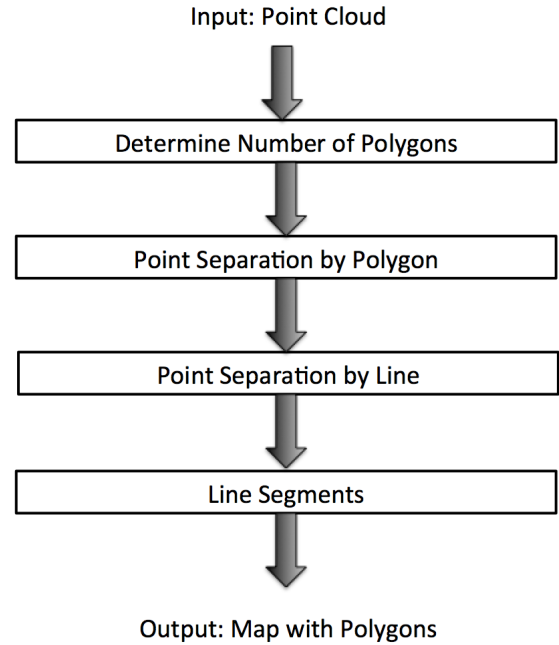 Input: Point Cloud
Determine Number of Polygons
Point Separation by Polygon
Point Separation by Line
Line Segments
Output: Map with Polygons